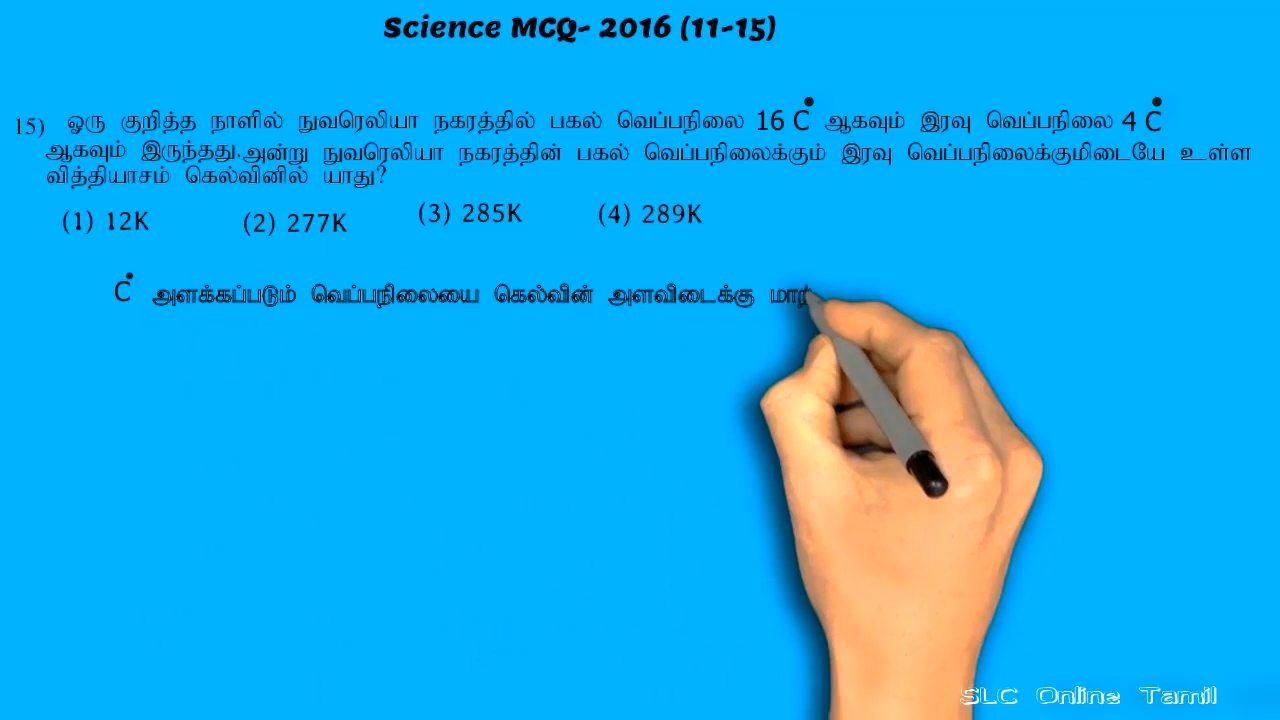 Science MCQ- 2016 (11-15)
15) ஓரு குறித்த நாளில் நுவரெலியா நகரத்தில் பகல் வெப்பநிலை 16 C̊ ஆகவும் இரவு வெப்பநிலை 4 C̊
ஆகவும் இருந்தது.அன்று நுவரெலியா நகரத்தின் பகல் வெப்பநிலைக்கும் இரவு வெப்பநிலைக்குமிடையே உள்ள
வித்தியாசம் கெல்வினில் யாது?
(1) 12K (2) 277K (3) 285K (4) 289K
C̊ அளக்கப்படும் வெப்பநிலையை கெல்வின் அளவிடைக்கு
SLC Online Tamil